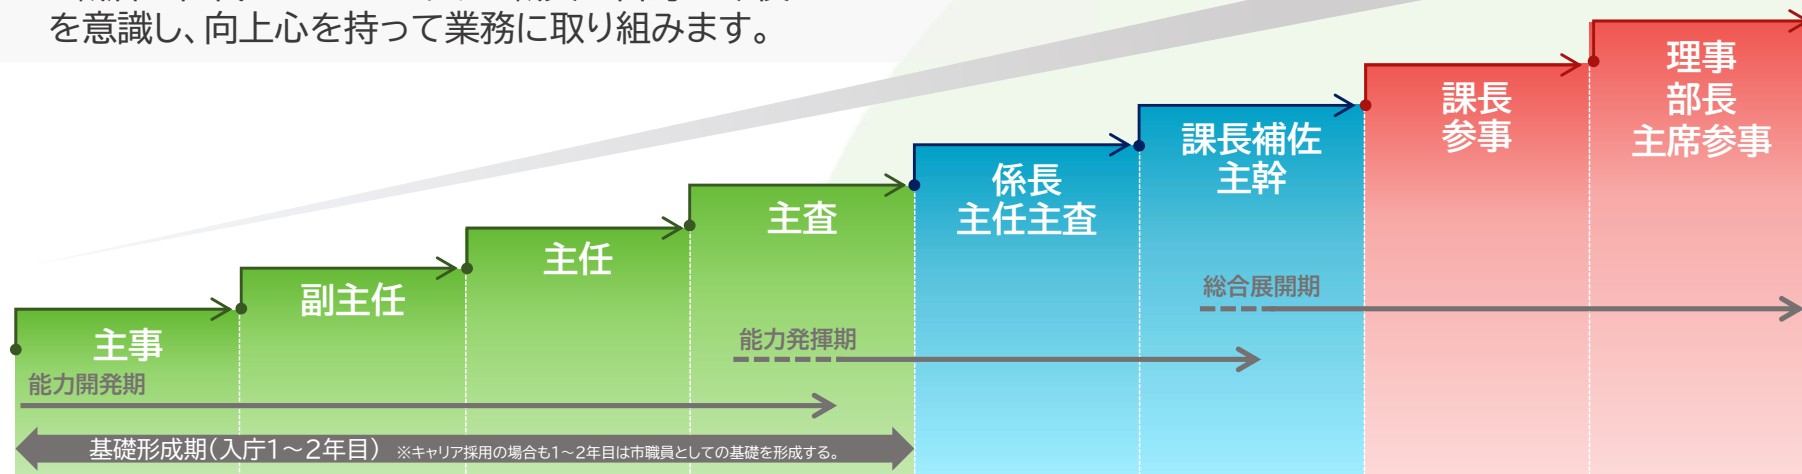 を意識し、向上心を持って業務に取り組みます。
理事
部長
主席参事
課長
参事
課長補佐
主幹
係長
主任主査
主査
主任
副主任
主事
総合展開期
能力発揮期
能力開発期
基礎形成期(入庁1～2年目) ※キャリア採用の場合も1～2年目は市職員としての基礎を形成する。